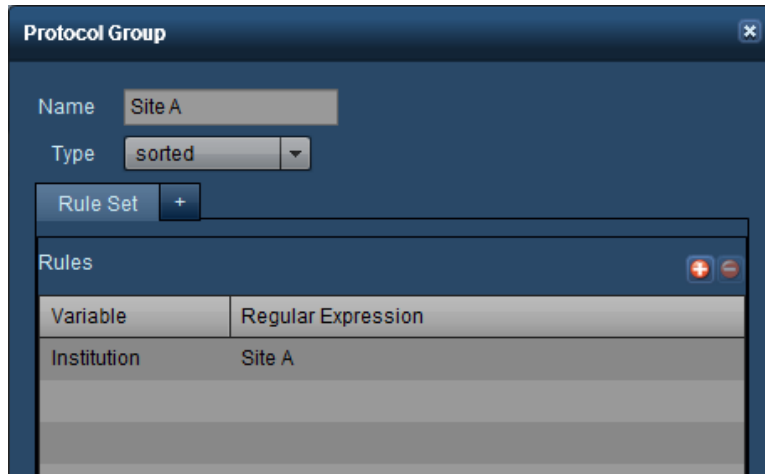 Protocol Group
Name Site A
Type sorted
Rule Set +
Rules
Variable Regular Expression
Institution Site A